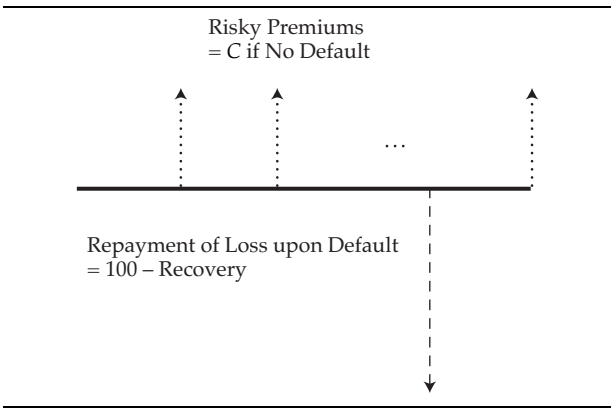 Risky Premiums
= C if No Default
...
Repayment of Loss upon Default
= 100 – Recovery